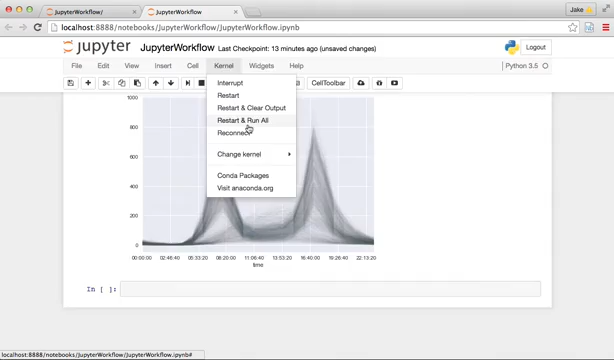 JupyterWorkflow/
JupyterWorkflow
Jake
localhost:8888/notebooks/JupyterWorkflow/JupyterWorkflow.ipynb
jupyter JupyterWorkflow Last Checkpoint: 13 minutes ago (unsaved changes)
Logout
File Edit View Insert Cell Kernel Widgets Help
Python 3.5
CellToolbar
Interrupt
Restart
Restart & Clear Output
Restart & Run All
Reconnect
Change kernel
Conda Packages
Visit anaconda.org
1000
800
600
400
200
0
00:00:00 02:46:40 05:33:20 08:20:00 11:06:40 13:53:20 16:40:00 19:26:40 22:13:20
time
In [ ]:
localhost:8888/notebooks/JupyterWorkflow/JupyterWorkflow.ipynb#